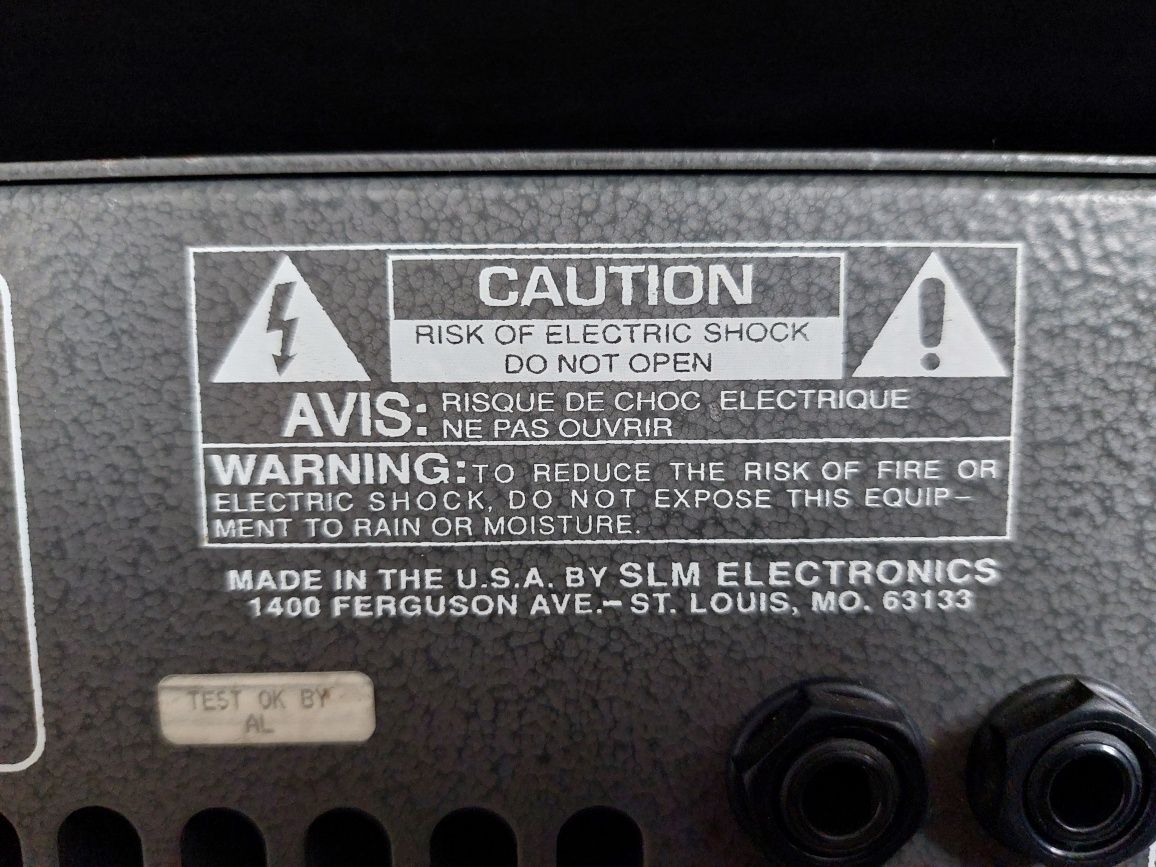 CAUTION
RISK OF ELECTRIC SHOCK
DO NOT OPEN
AVIS: RISQUE DE CHOC ELECTRIQUE
NE PAS OUVRIR
WARNING: TO REDUCE THE RISK OF FIRE OR
ELECTRIC SHOCK, DO NOT EXPOSE THIS EQUIP-
MENT TO RAIN OR MOISTURE.
MADE IN THE U.S.A. BY SLM ELECTRONICS
1400 FERGUSON AVE.– ST. LOUIS, MO. 63133
TEST OK BY
AL